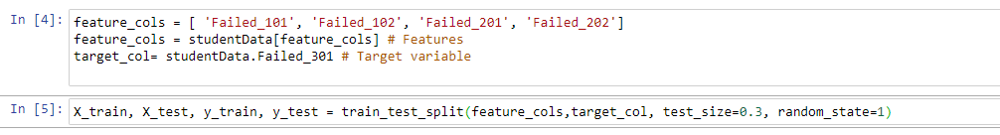 In [4]: feature_cols = [ 'Failed_101', 'Failed_102', 'Failed_201', 'Failed_202']
feature_cols = studentData[feature_cols] # Features
target_col= studentData.Failed_301 # Target variable
In [5]: X_train, X_test, y_train, y_test = train_test_split(feature_cols,target_col, test_size=0.3, random_state=1)